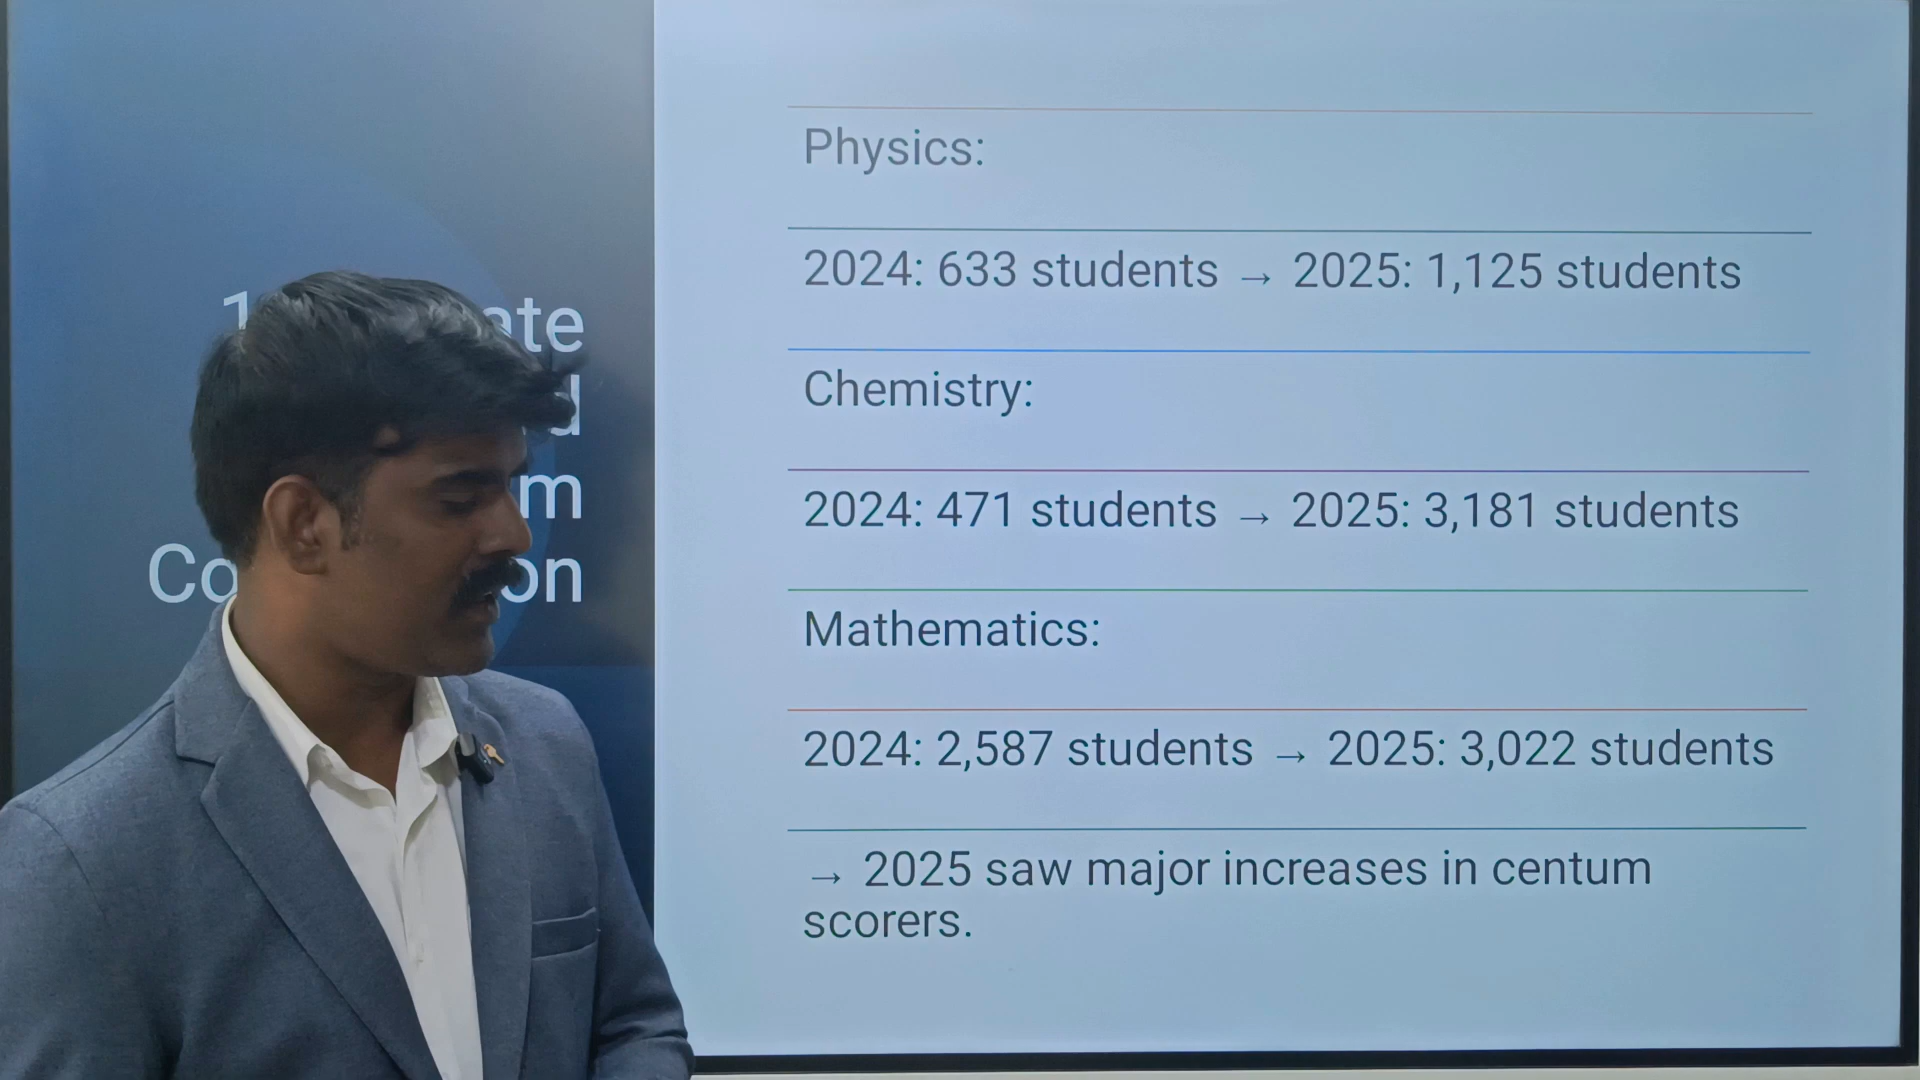 Physics:
2024: 633 students → 2025: 1,125 students
Chemistry:
2024: 471 students → 2025: 3,181 students
Mathematics:
2024: 2,587 students → 2025: 3,022 students
→ 2025 saw major increases in centum
scorers.